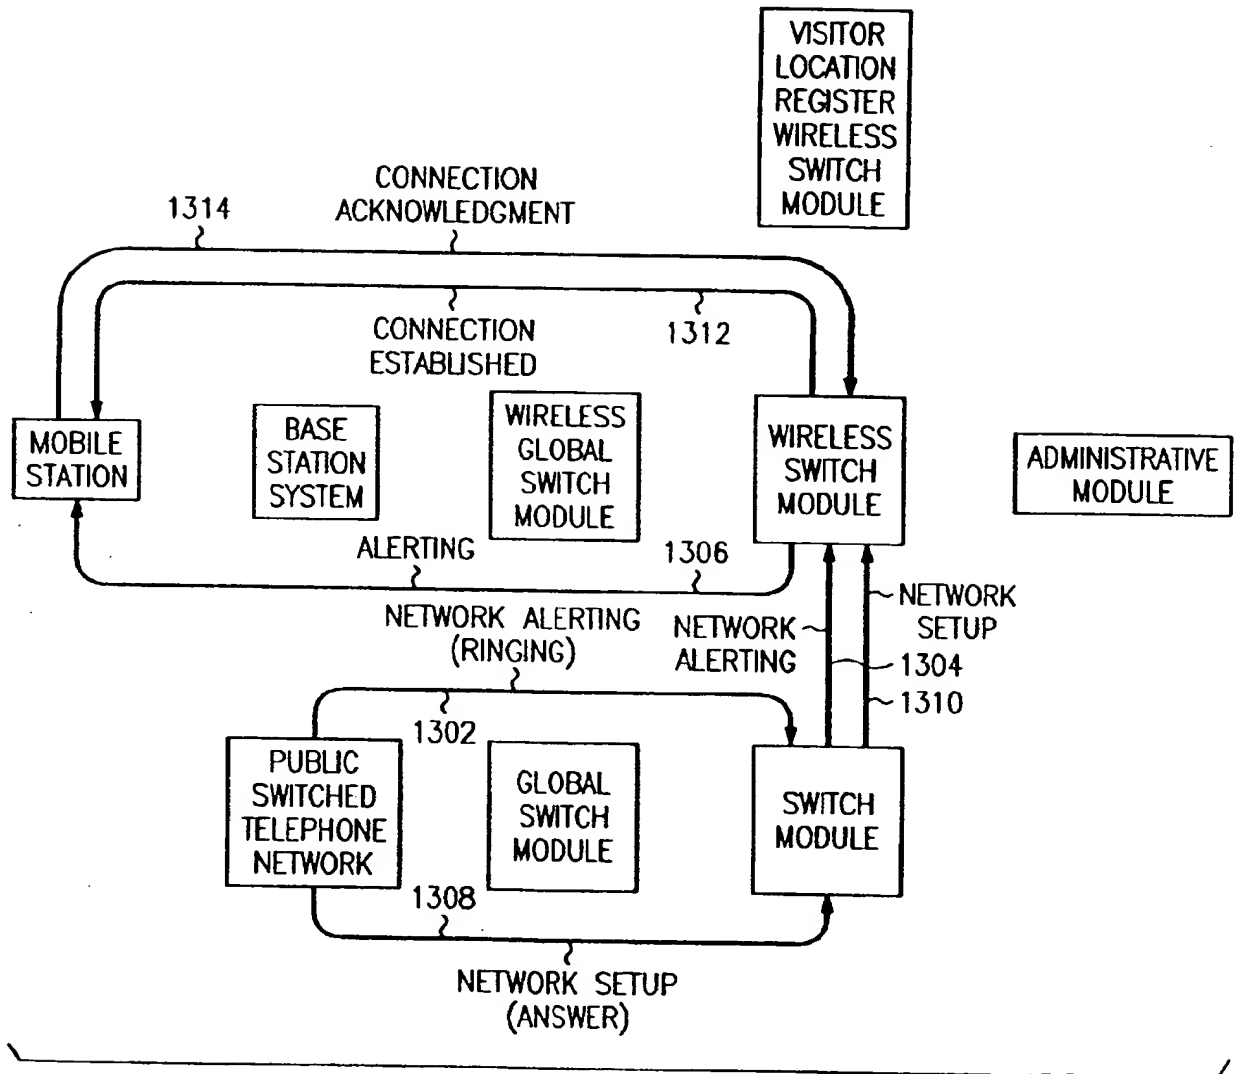 VISITOR
LOCATION
REGISTER
WIRELESS
SWITCH
MODULE
CONNECTION
ACKNOWLEDGMENT
1314
CONNECTION
ESTABLISHED
1312
MOBILE
STATION
BASE
STATION
SYSTEM
WIRELESS
GLOBAL
SWITCH
MODULE
WIRELESS
SWITCH
MODULE
ADMINISTRATIVE
MODULE
ALERTING
1306
NETWORK ALERTING
(RINGING)
NETWORK
ALERTING
NETWORK
SETUP
1304
1310
1302
PUBLIC
SWITCHED
TELEPHONE
NETWORK
GLOBAL
SWITCH
MODULE
SWITCH
MODULE
1308
NETWORK SETUP
(ANSWER)